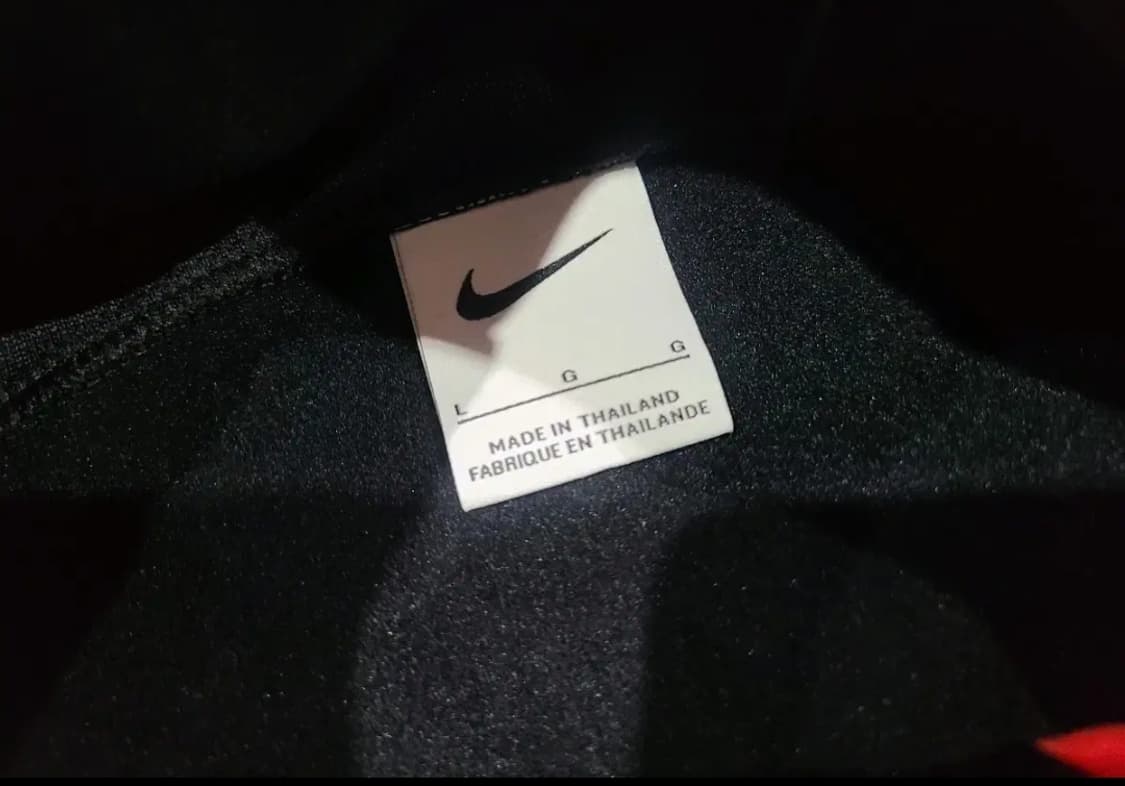 L G G
MADE IN THAILAND
FABRIQUE EN THAILANDE